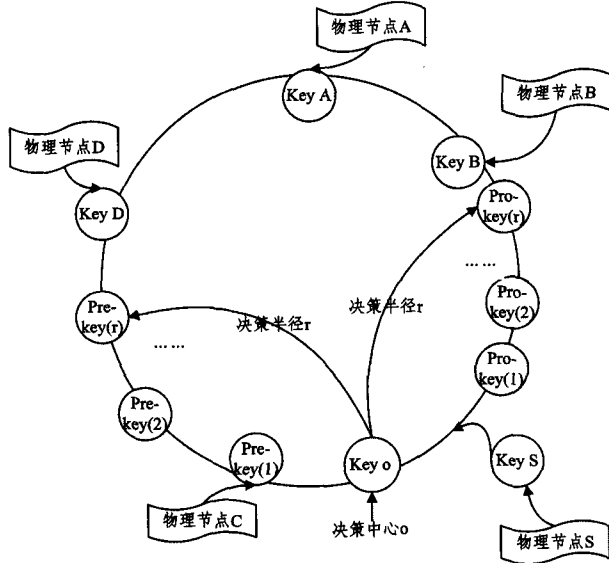 物理节点A
Key A
物理节点B
物理节点D
Key B
Key D
Pro-
key(r)
……
Pre-
key(r)
决策半径r
决策半径r
Pro-
key(2)
……
Pro-
key(1)
Pre-
key(2)
Pre-
key(1)
Key o
Key S
物理节点C
决策中心o
物理节点S